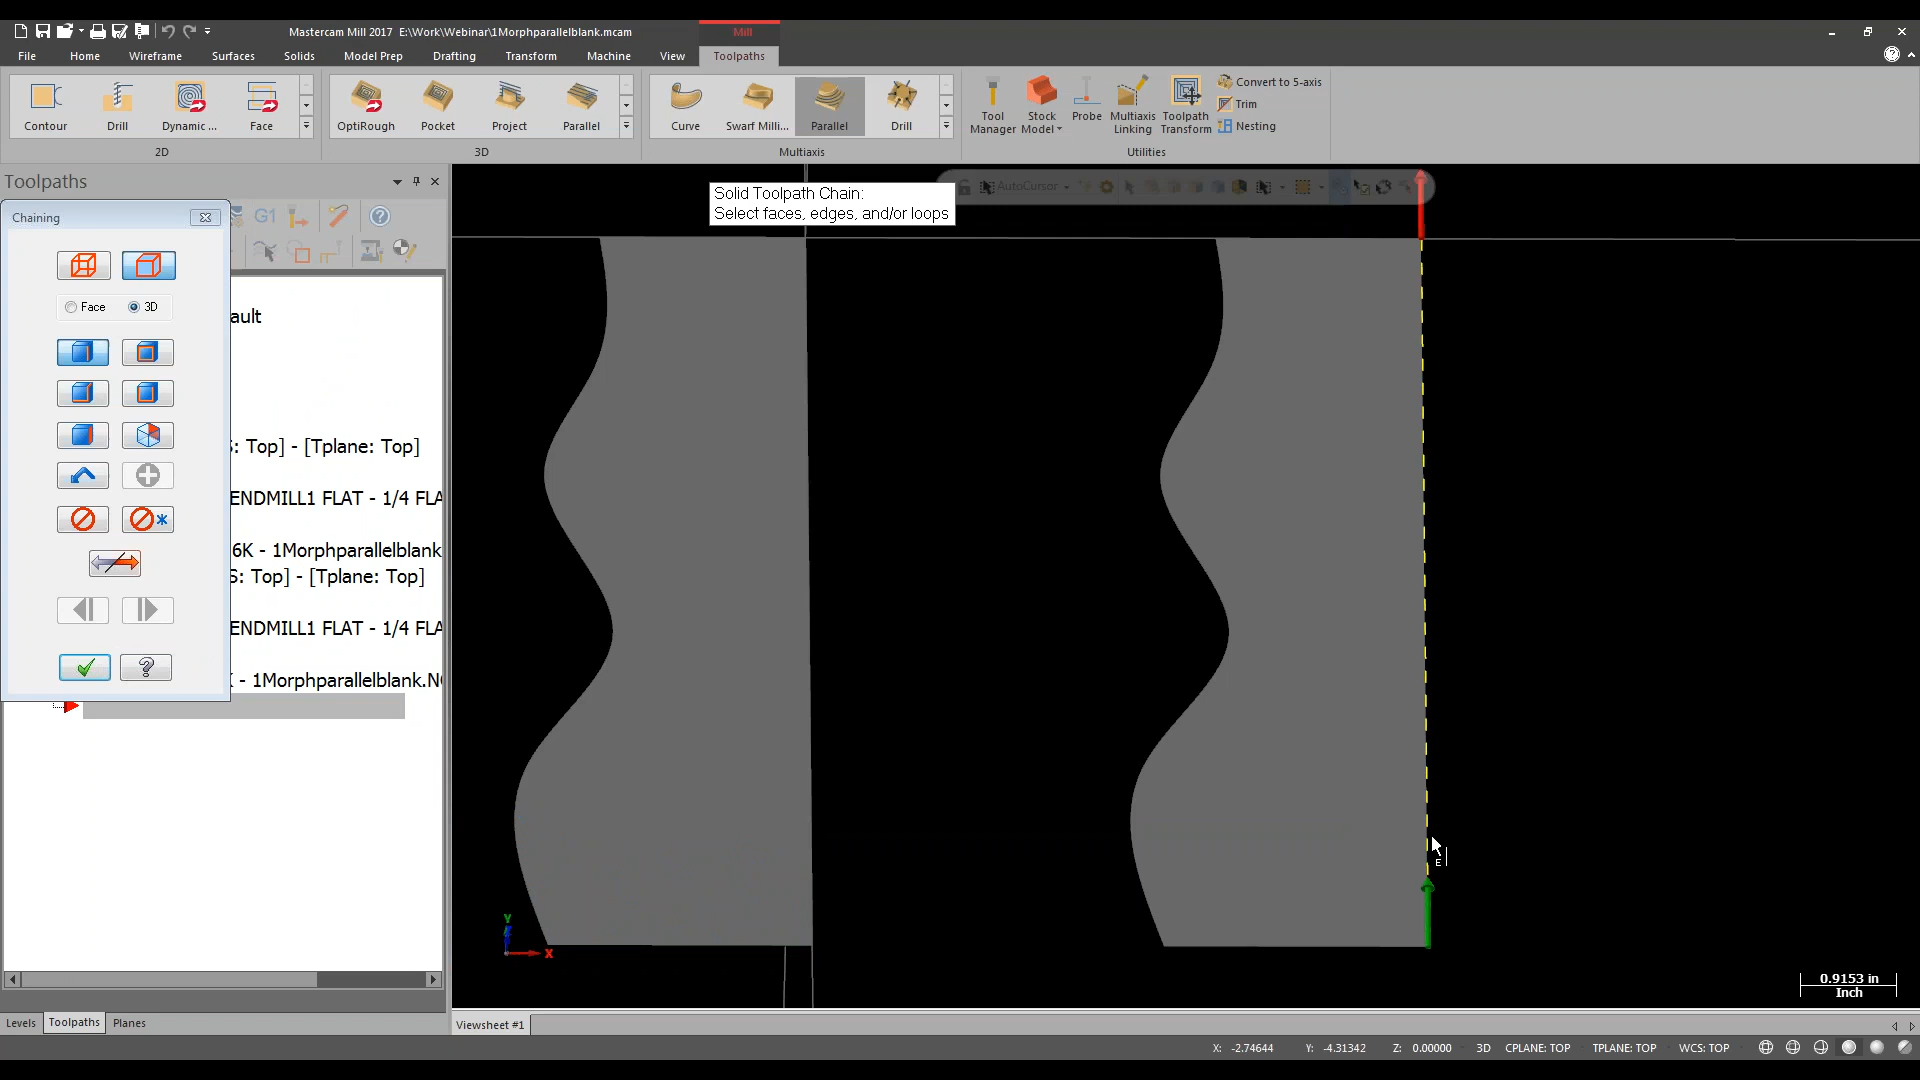 Mastercam Mill 2017  E:\Work\Webinar\1Morphparallelblank.mcam
Mill
File Home Wireframe Surfaces Solids Model Prep Drafting Transform Machine View Toolpaths
Contour Drill Dynamic ... Face OptiRough Pocket Project Parallel Curve Swarf Milli... Parallel Drill
Tool Manager Stock Model Probe Multiaxis Linking Toolpath Transform
Convert to 5-axis
Trim
Nesting
2D 3D Multiaxis Utilities
Toolpaths
Chaining
G1
Face 3D
ault
S: Top] - [Tplane: Top]
ENDMILL1 FLAT - 1/4 FLA
6K - 1Morphparallelblank
S: Top] - [Tplane: Top]
ENDMILL1 FLAT - 1/4 FLA
K - 1Morphparallelblank.NC
Solid Toolpath Chain:
Select faces, edges, and/or loops
AutoCursor
E
Y
X
0.9153 in
Inch
Levels Toolpaths Planes
Viewsheet #1
X: -2.74644 Y: -4.31342 Z: 0.00000 3D CPLANE: TOP TPLANE: TOP WCS: TOP